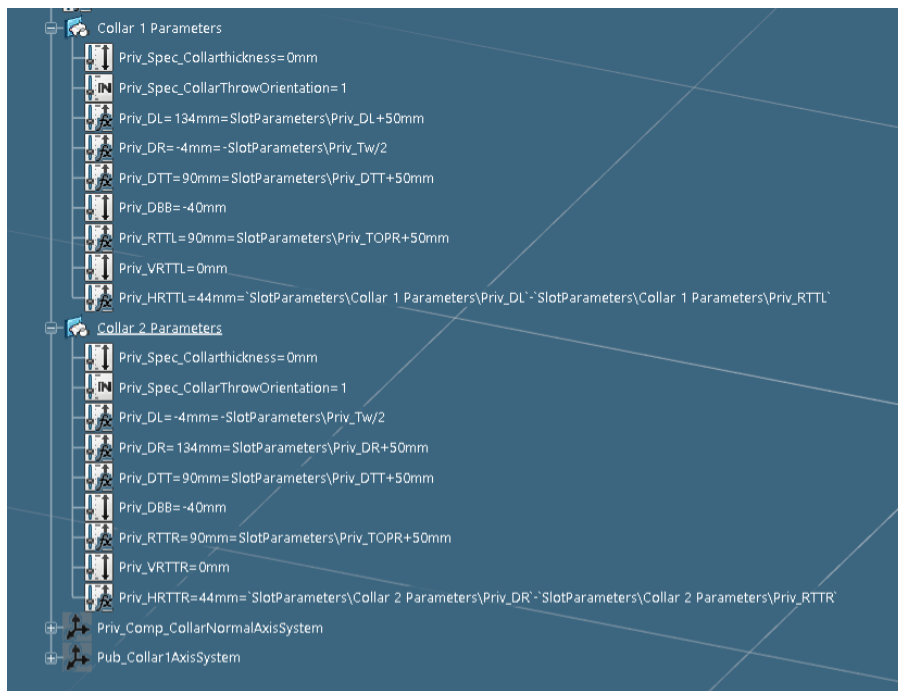 Collar 1 Parameters
Priv_Spec_Collarthickness=0mm
IN Priv_Spec_CollarThrowOrientation=1
Priv_DL=134mm=SlotParameters\Priv_DL+50mm
Priv_DR=-4mm=-SlotParameters\Priv_Tw/2
Priv_DTT=90mm=SlotParameters\Priv_DTT+50mm
Priv_DBB=-40mm
Priv_RTTL=90mm=SlotParameters\Priv_TOPR+50mm
Priv_VRTTL=0mm
Priv_HRTTL=44mm=`SlotParameters\Collar 1 Parameters\Priv_DL`-`SlotParameters\Collar 1 Parameters\Priv_RTTL`
Collar 2 Parameters
Priv_Spec_Collarthickness=0mm
IN Priv_Spec_CollarThrowOrientation=1
Priv_DL=-4mm=-SlotParameters\Priv_Tw/2
Priv_DR=134mm=SlotParameters\Priv_DR+50mm
Priv_DTT=90mm=SlotParameters\Priv_DTT+50mm
Priv_DBB=-40mm
Priv_RTTR=90mm=SlotParameters\Priv_TOPR+50mm
Priv_VRTTR=0mm
Priv_HRTTR=44mm=`SlotParameters\Collar 2 Parameters\Priv_DR`-`SlotParameters\Collar 2 Parameters\Priv_RTTR`
Priv_Comp_CollarNormalAxisSystem
Pub_Collar1AxisSystem